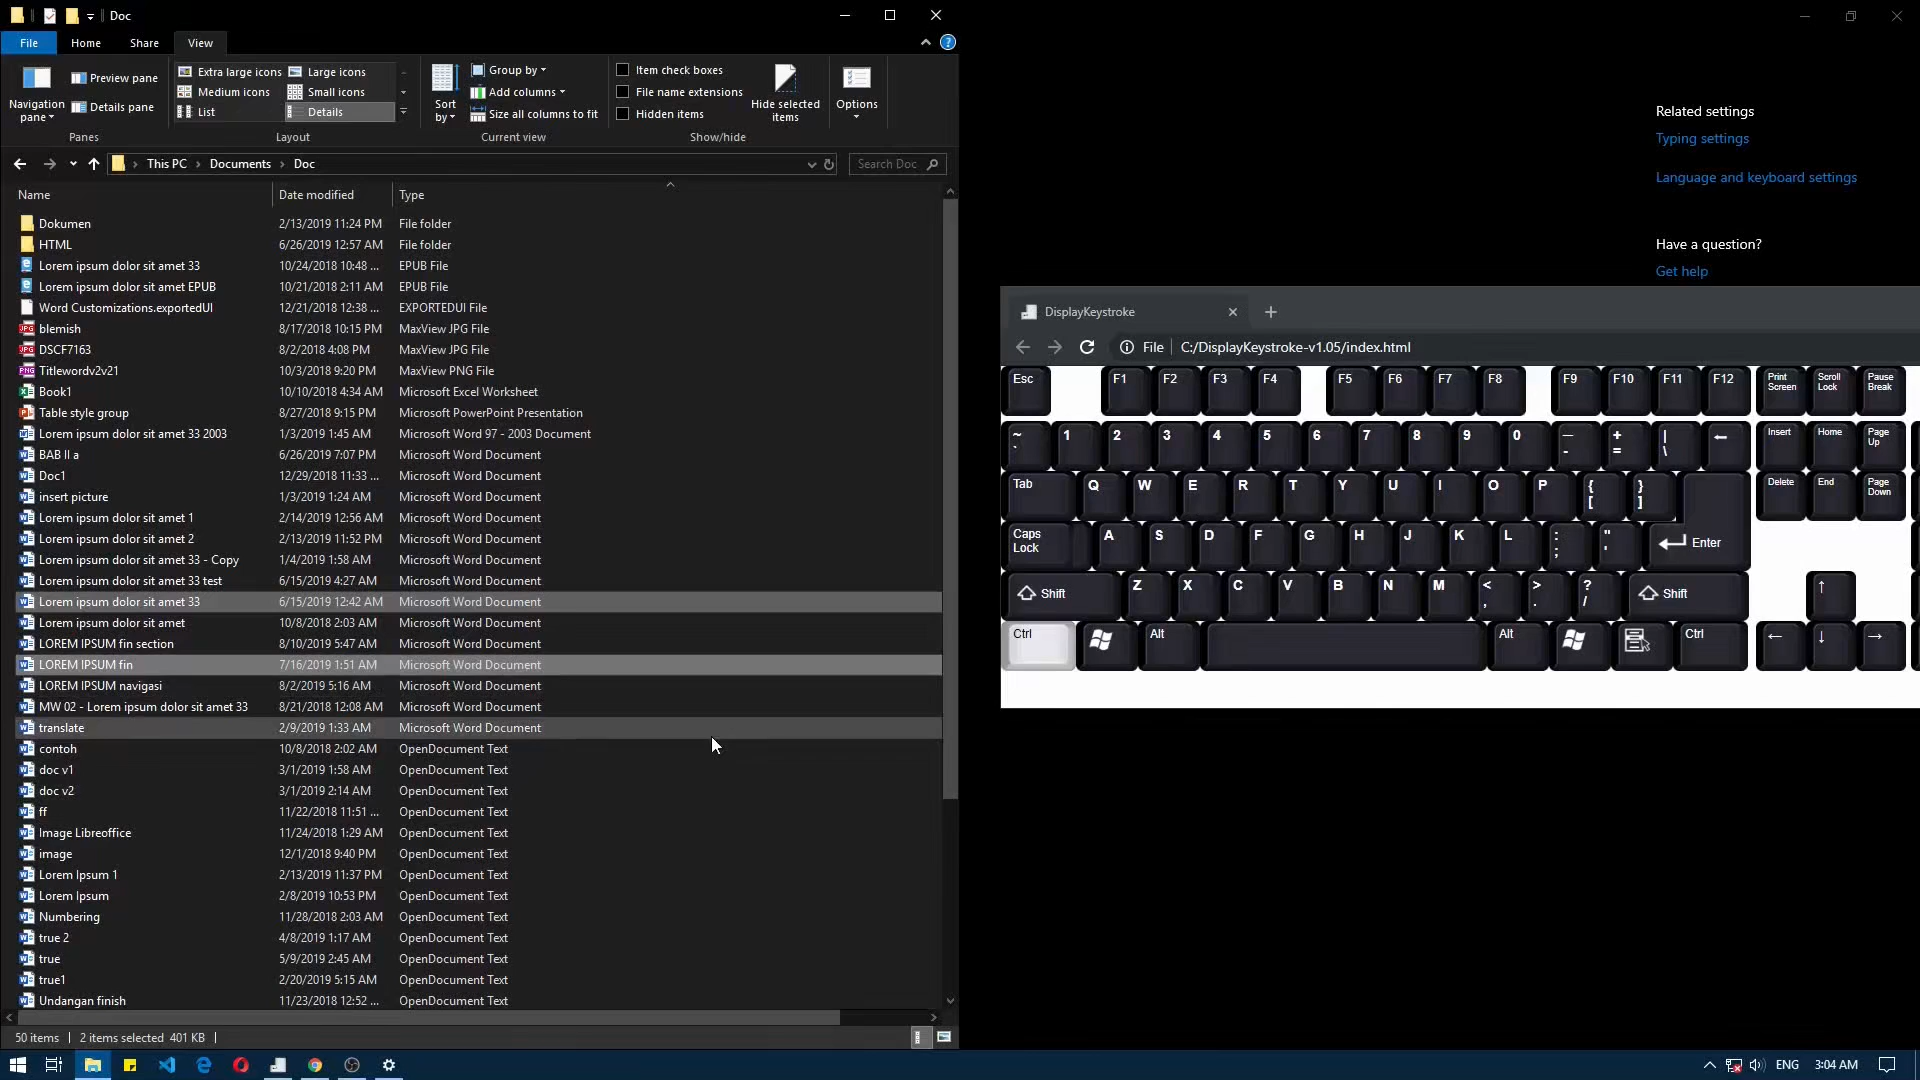 Doc
File Home Share View
Navigation pane
Preview pane
Details pane
Panes
Extra large icons Large icons
Medium icons Small icons
List Details
Layout
Sort by
Group by
Add columns
Size all columns to fit
Current view
Item check boxes
File name extensions
Hidden items
Hide selected items
Show/hide
Options
This PC > Documents > Doc
Search Doc
Name Date modified Type
Dokumen 2/13/2019 11:24 PM File folder
HTML 6/26/2019 12:57 AM File folder
Lorem ipsum dolor sit amet 33 10/24/2018 10:48 ... EPUB File
Lorem ipsum dolor sit amet EPUB 10/21/2018 2:11 AM EPUB File
Word Customizations.exportedUI 12/21/2018 12:38 ... EXPORTEDUI File
blemish 8/17/2018 10:15 PM MaxView JPG File
DSCF7163 8/2/2018 4:08 PM MaxView JPG File
Titlewordv2v21 10/3/2018 9:20 PM MaxView PNG File
Book1 10/10/2018 4:34 AM Microsoft Excel Worksheet
Table style group 8/27/2018 9:15 PM Microsoft PowerPoint Presentation
Lorem ipsum dolor sit amet 33 2003 1/3/2019 1:45 AM Microsoft Word 97 - 2003 Document
BAB II a 6/26/2019 7:07 PM Microsoft Word Document
Doc1 12/29/2018 11:33 ... Microsoft Word Document
insert picture 1/3/2019 1:24 AM Microsoft Word Document
Lorem ipsum dolor sit amet 1 2/14/2019 12:56 AM Microsoft Word Document
Lorem ipsum dolor sit amet 2 2/13/2019 11:52 PM Microsoft Word Document
Lorem ipsum dolor sit amet 33 - Copy 1/4/2019 1:58 AM Microsoft Word Document
Lorem ipsum dolor sit amet 33 test 6/15/2019 4:27 AM Microsoft Word Document
Lorem ipsum dolor sit amet 33 6/15/2019 12:42 AM Microsoft Word Document
Lorem ipsum dolor sit amet 10/8/2018 2:03 AM Microsoft Word Document
LOREM IPSUM fin section 8/10/2019 5:47 AM Microsoft Word Document
LOREM IPSUM fin 7/16/2019 1:51 AM Microsoft Word Document
LOREM IPSUM navigasi 8/2/2019 5:16 AM Microsoft Word Document
MW 02 - Lorem ipsum dolor sit amet 33 8/21/2018 12:08 AM Microsoft Word Document
translate 2/9/2019 1:33 AM Microsoft Word Document
contoh 10/8/2018 2:02 AM OpenDocument Text
doc v1 3/1/2019 1:58 AM OpenDocument Text
doc v2 3/1/2019 2:14 AM OpenDocument Text
ff 11/22/2018 11:51 ... OpenDocument Text
Image Libreoffice 11/24/2018 1:29 AM OpenDocument Text
image 12/1/2018 9:40 PM OpenDocument Text
Lorem Ipsum 1 2/13/2019 11:37 PM OpenDocument Text
Lorem Ipsum 2/8/2019 10:53 PM OpenDocument Text
Numbering 11/28/2018 2:03 AM OpenDocument Text
true 2 4/8/2019 1:17 AM OpenDocument Text
true 5/9/2019 2:45 AM OpenDocument Text
true1 2/20/2019 5:15 AM OpenDocument Text
Undangan finish 11/23/2018 12:52 ... OpenDocument Text
50 items 2 items selected 401 KB
Related settings
Typing settings
Language and keyboard settings
Have a question?
Get help
DisplayKeystroke
File C:/DisplayKeystroke-v1.05/index.html
Esc F1 F2 F3 F4 F5 F6 F7 F8 F9 F10 F11 F12 Print Screen Scroll Lock Pause Break
~ ` 1 2 3 4 5 6 7 8 9 0 — - + = | \ ← Insert Home Page Up
Tab Q W E R T Y U I O P { [ } ] Delete End Page Down
Caps Lock A S D F G H J K L : ; " ' Enter
Shift Z X C V B N M < , > . ? / Shift ↑
Ctrl Alt Alt Ctrl ← ↓ →
ENG 3:04 AM